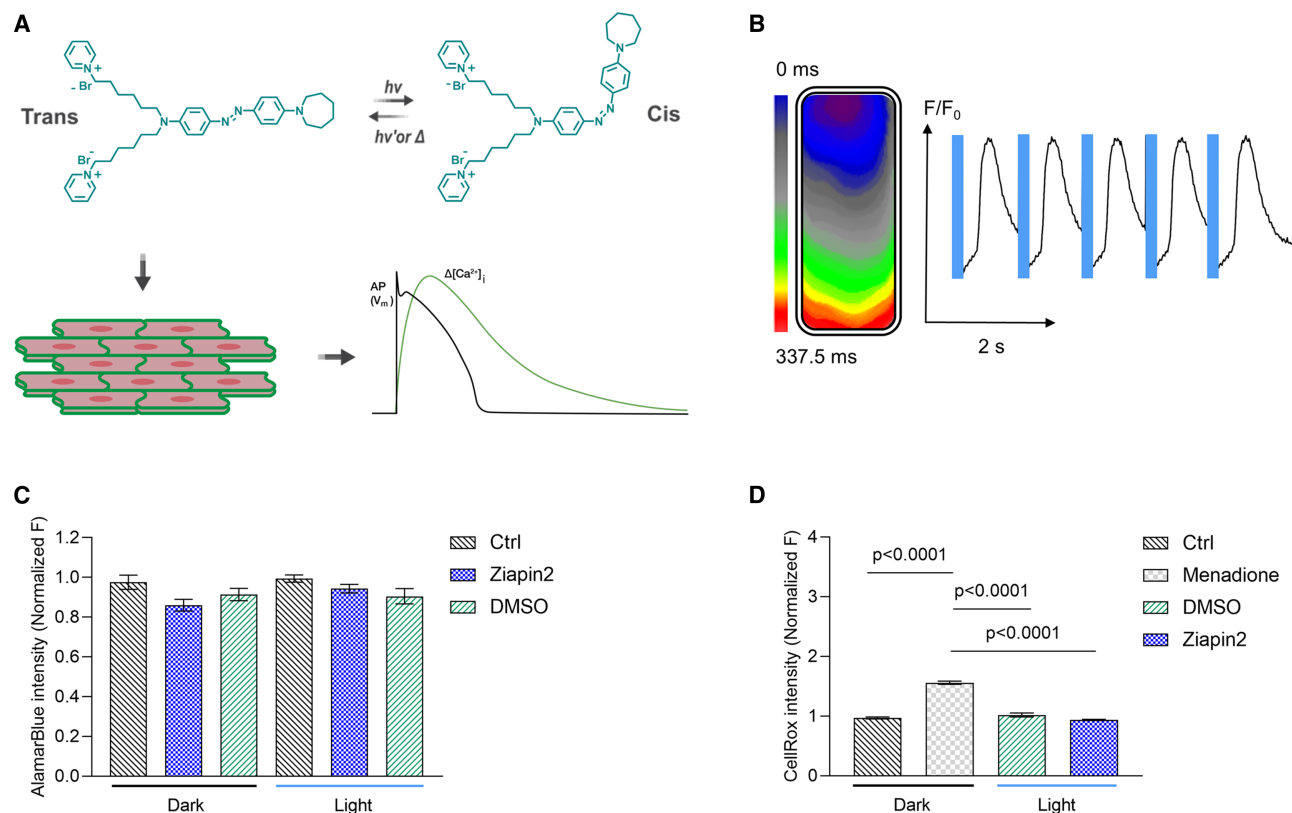 A
N
+
- Br
Trans
N
N
N
N
Br-
N
+
hν
hν'or Δ
N
+
- Br
N
N
N
N
Cis
Br-
N
+
AP
(Vm)
Δ[Ca2+]i
B
0 ms
337.5 ms
F/F0
2 s
C
AlamarBlue intensity (Normalized F)
1.2
1.0
0.8
0.6
0.4
0.2
0.0
Dark
Light
Ctrl
Ziapin2
DMSO
D
CellRox intensity (Normalized F)
4
3
2
1
0
p<0.0001
p<0.0001
p<0.0001
Dark
Light
Ctrl
Menadione
DMSO
Ziapin2